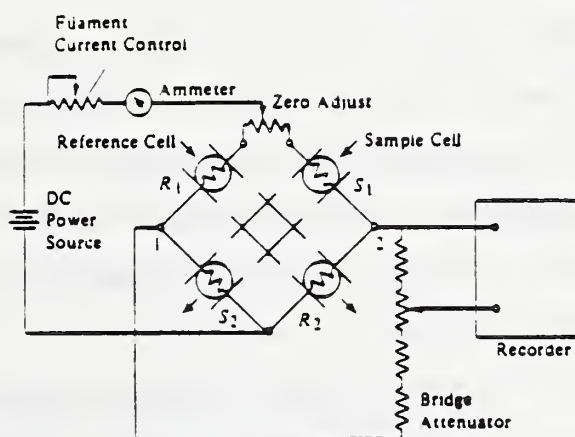 Filament
Current Control
Ammeter
Zero Adjust
Reference Cell
Sample Cell
R1
S1
DC
Power
Source
1
2
S2
R2
Recorder
Bridge
Attenuator